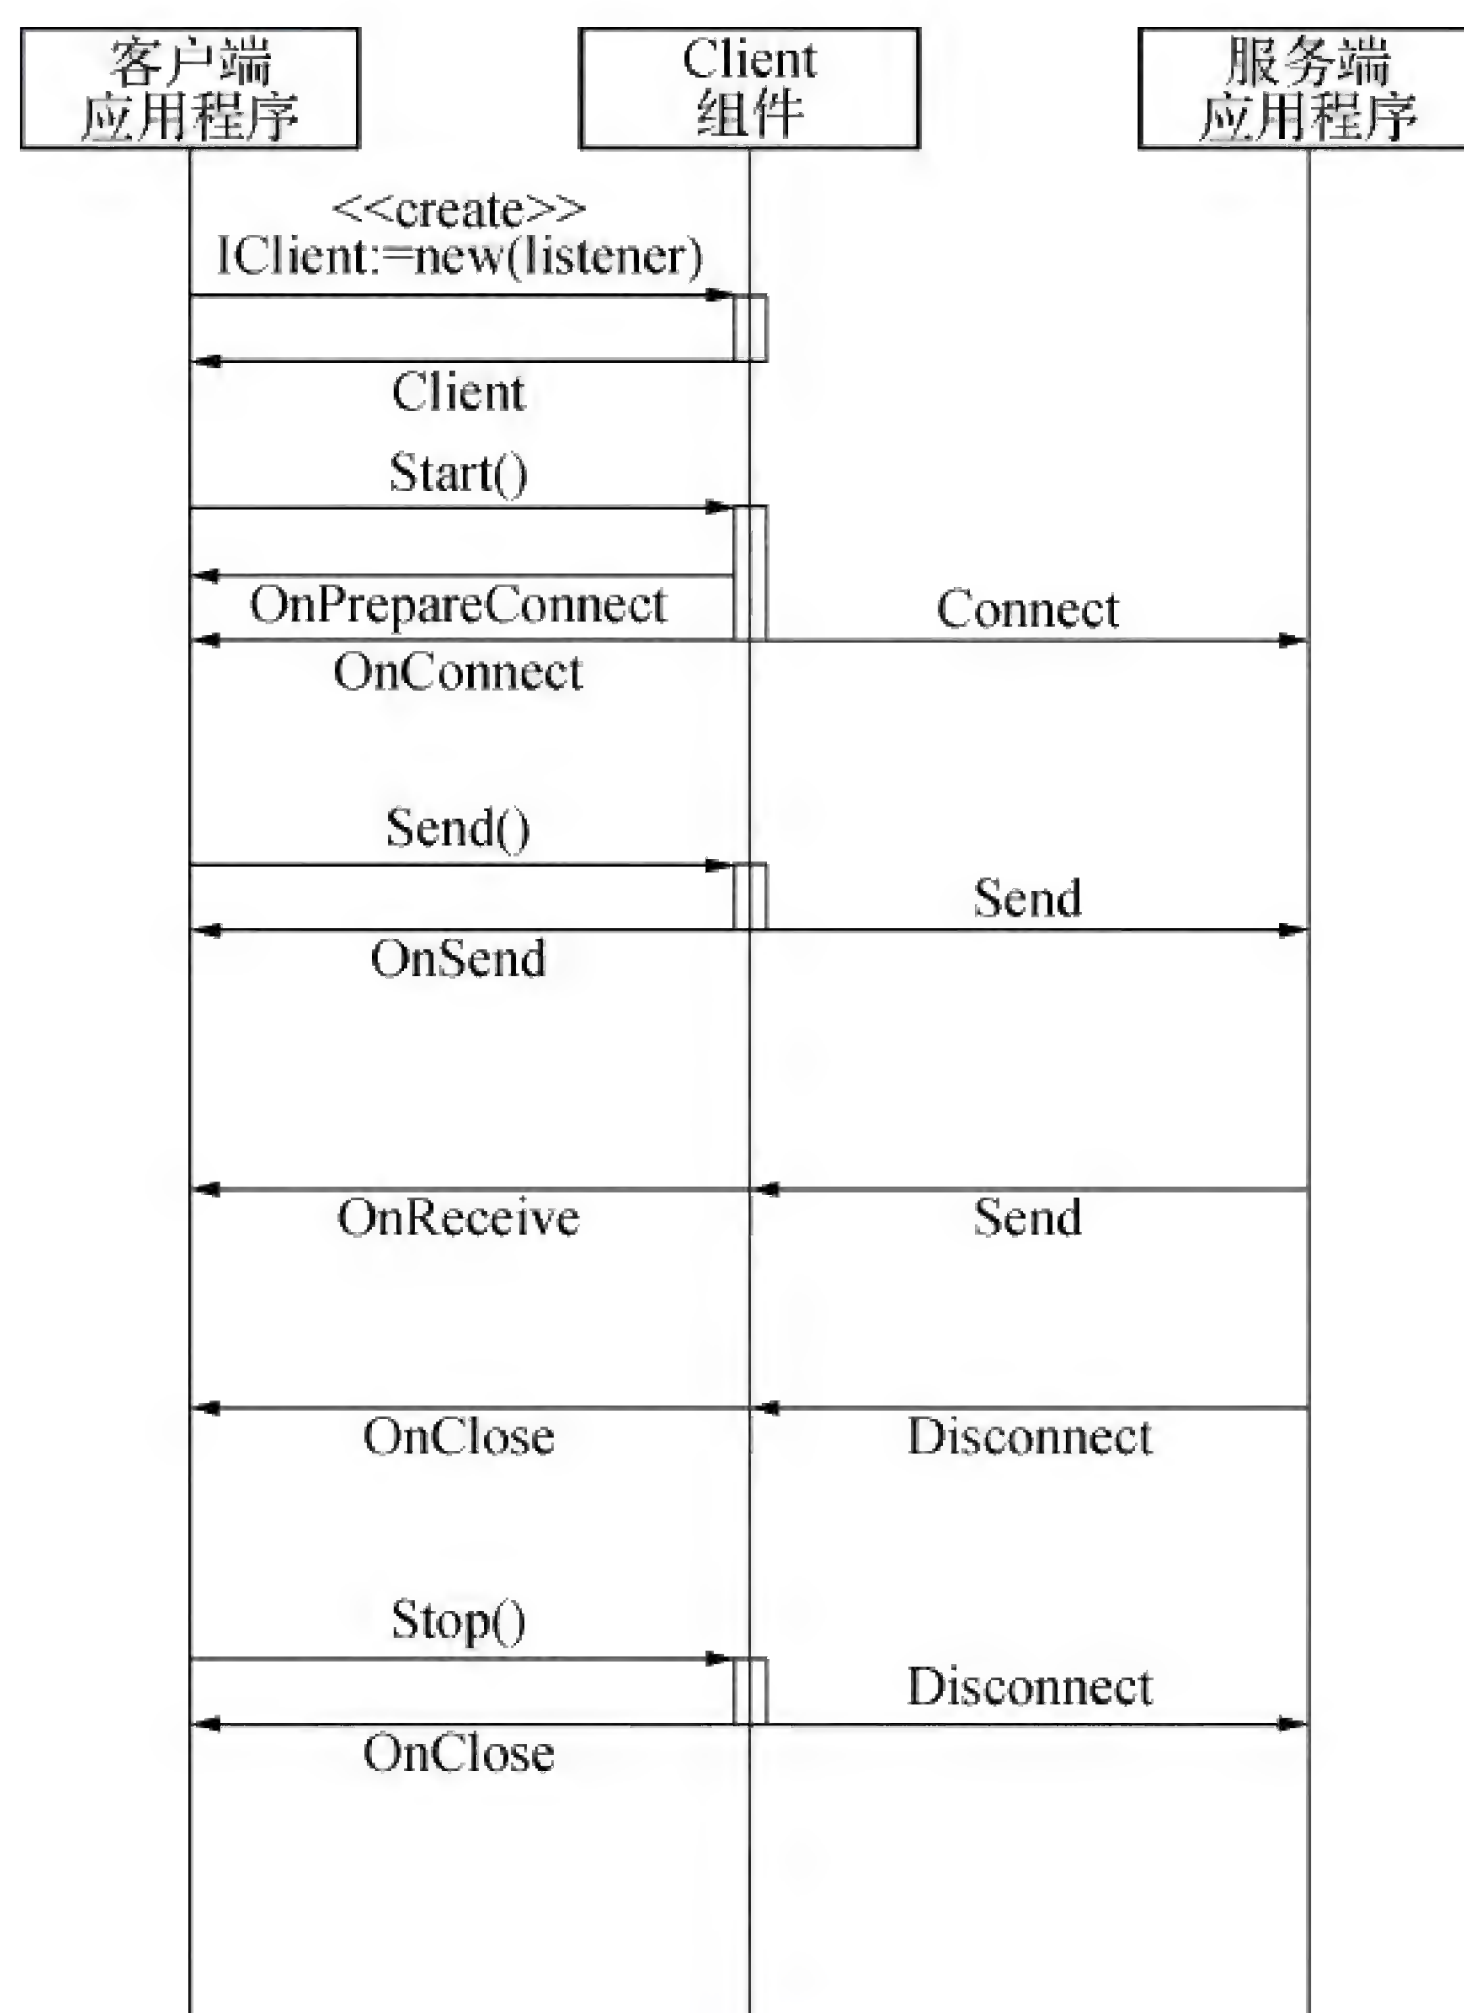 客户端
应用程序
Client
组件
服务端
应用程序
<<create>>
IClient:=new(listener)
Client
Start()
OnPrepareConnect
Connect
OnConnect
Send()
Send
OnSend
OnReceive
Send
OnClose
Disconnect
Stop()
Disconnect
OnClose